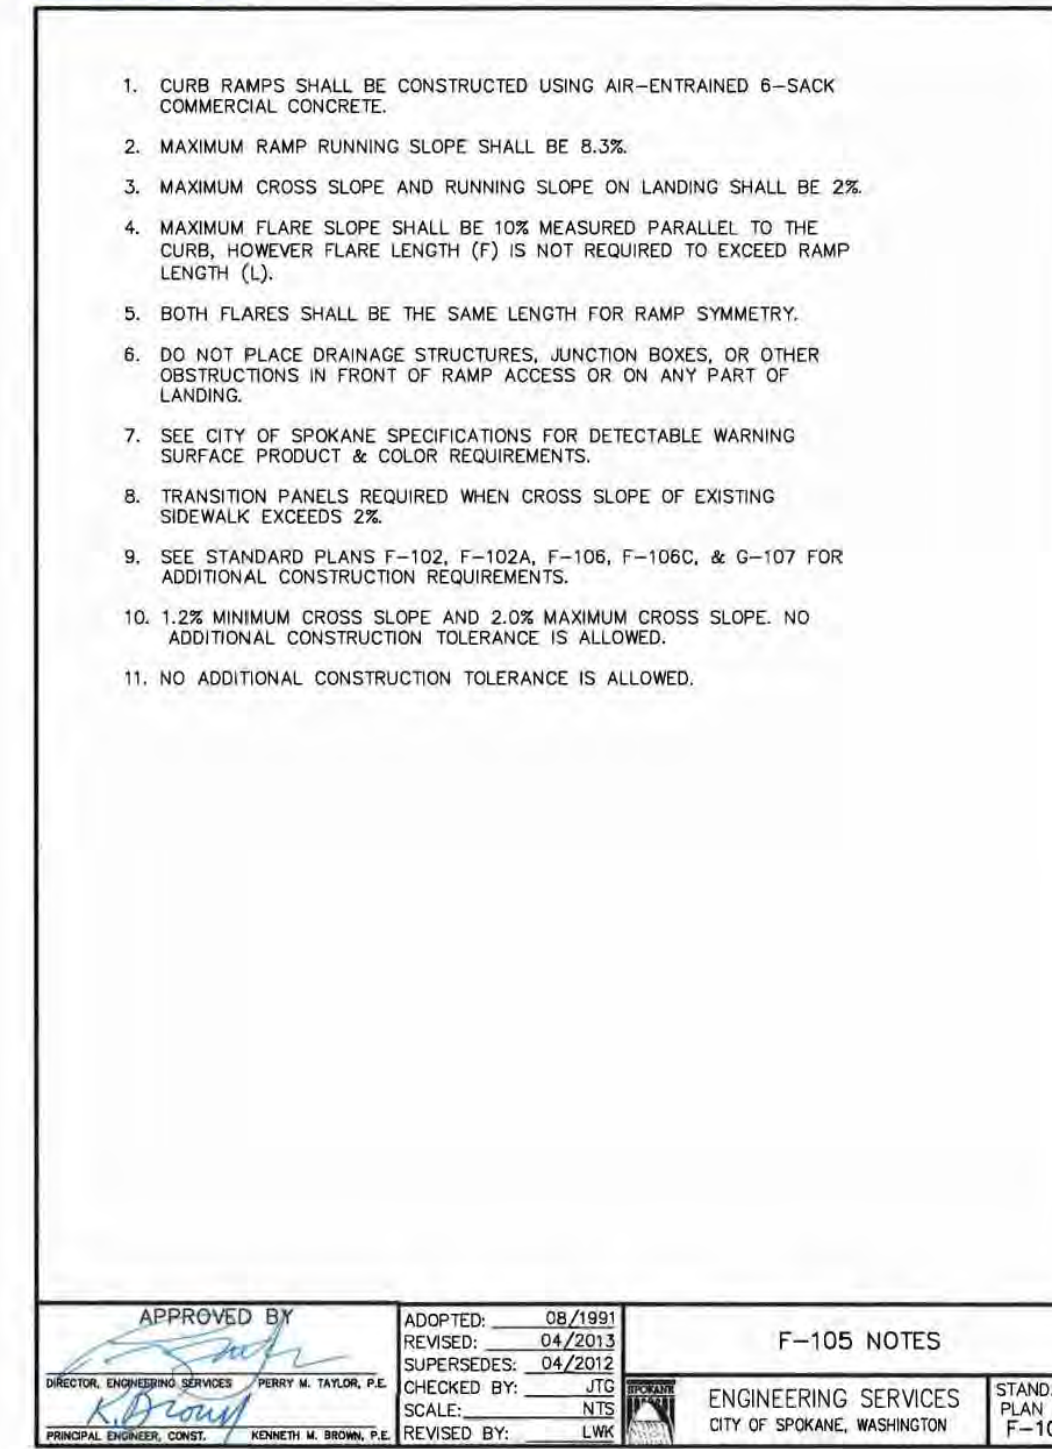 1. CURB RAMPS SHALL BE CONSTRUCTED USING AIR-ENTRAINED 6-SACK
COMMERCIAL CONCRETE.
2. MAXIMUM RAMP RUNNING SLOPE SHALL BE 8.3%.
3. MAXIMUM CROSS SLOPE AND RUNNING SLOPE ON LANDING SHALL BE 2%.
4. MAXIMUM FLARE SLOPE SHALL BE 10% MEASURED PARALLEL TO THE
CURB, HOWEVER FLARE LENGTH (F) IS NOT REQUIRED TO EXCEED RAMP
LENGTH (L).
5. BOTH FLARES SHALL BE THE SAME LENGTH FOR RAMP SYMMETRY.
6. DO NOT PLACE DRAINAGE STRUCTURES, JUNCTION BOXES, OR OTHER
OBSTRUCTIONS IN FRONT OF RAMP ACCESS OR ON ANY PART OF
LANDING.
7. SEE CITY OF SPOKANE SPECIFICATIONS FOR DETECTABLE WARNING
SURFACE PRODUCT & COLOR REQUIREMENTS.
8. TRANSITION PANELS REQUIRED WHEN CROSS SLOPE OF EXISTING
SIDEWALK EXCEEDS 2%.
9. SEE STANDARD PLANS F-102, F-102A, F-106, F-106C, & G-107 FOR
ADDITIONAL CONSTRUCTION REQUIREMENTS.
10. 1.2% MINIMUM CROSS SLOPE AND 2.0% MAXIMUM CROSS SLOPE. NO
ADDITIONAL CONSTRUCTION TOLERANCE IS ALLOWED.
11. NO ADDITIONAL CONSTRUCTION TOLERANCE IS ALLOWED.
APPROVED BY
DIRECTOR, ENGINEERING SERVICES PERRY M. TAYLOR, P.E.
K. Brown
PRINCIPAL ENGINEER, CONST. KENNETH M. BROWN, P.E.
ADOPTED: 08/1991
REVISED: 04/2013
SUPERSEDES: 04/2012
CHECKED BY: JTG
SCALE: NTS
REVISED BY: LWK
F-105 NOTES
SPOKANE
ENGINEERING SERVICES
CITY OF SPOKANE, WASHINGTON
STAND
PLAN
F-10